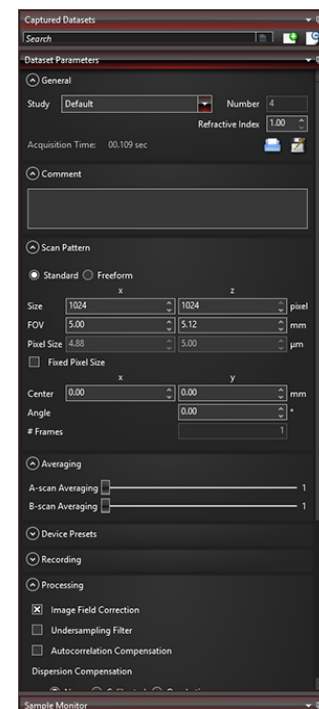 Captured Datasets
Search
Dataset Parameters
General
Study Default Number 4
Refractive Index 1.00
Acquisition Time: 00.109 sec
Comment
Scan Pattern
Standard Freeform
x z
Size 1024 1024 pixel
FOV 5.00 5.12 mm
Pixel Size 4.88 5.00 µm
Fixed Pixel Size
x y
Center 0.00 0.00 mm
Angle 0.00 °
# Frames 1
Averaging
A-scan Averaging 1
B-scan Averaging 1
Device Presets
Recording
Processing
Image Field Correction
Undersampling Filter
Autocorrelation Compensation
Dispersion Compensation
Sample Monitor